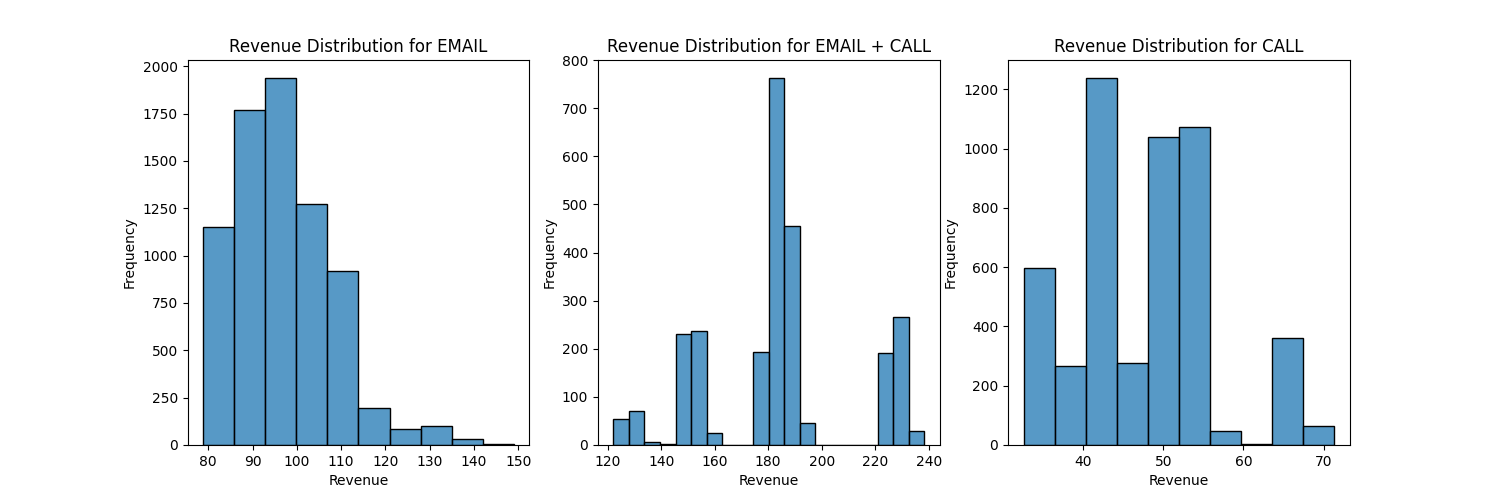 Revenue Distribution for EMAIL
2000
1750
1500
1250
1000
750
500
250
0
Frequency
80 90 100 110 120 130 140 150
Revenue
Revenue Distribution for EMAIL + CALL
800
700
600
500
400
300
200
100
0
Frequency
120 140 160 180 200 220 240
Revenue
Revenue Distribution for CALL
1200
1000
800
600
400
200
0
Frequency
40 50 60 70
Revenue